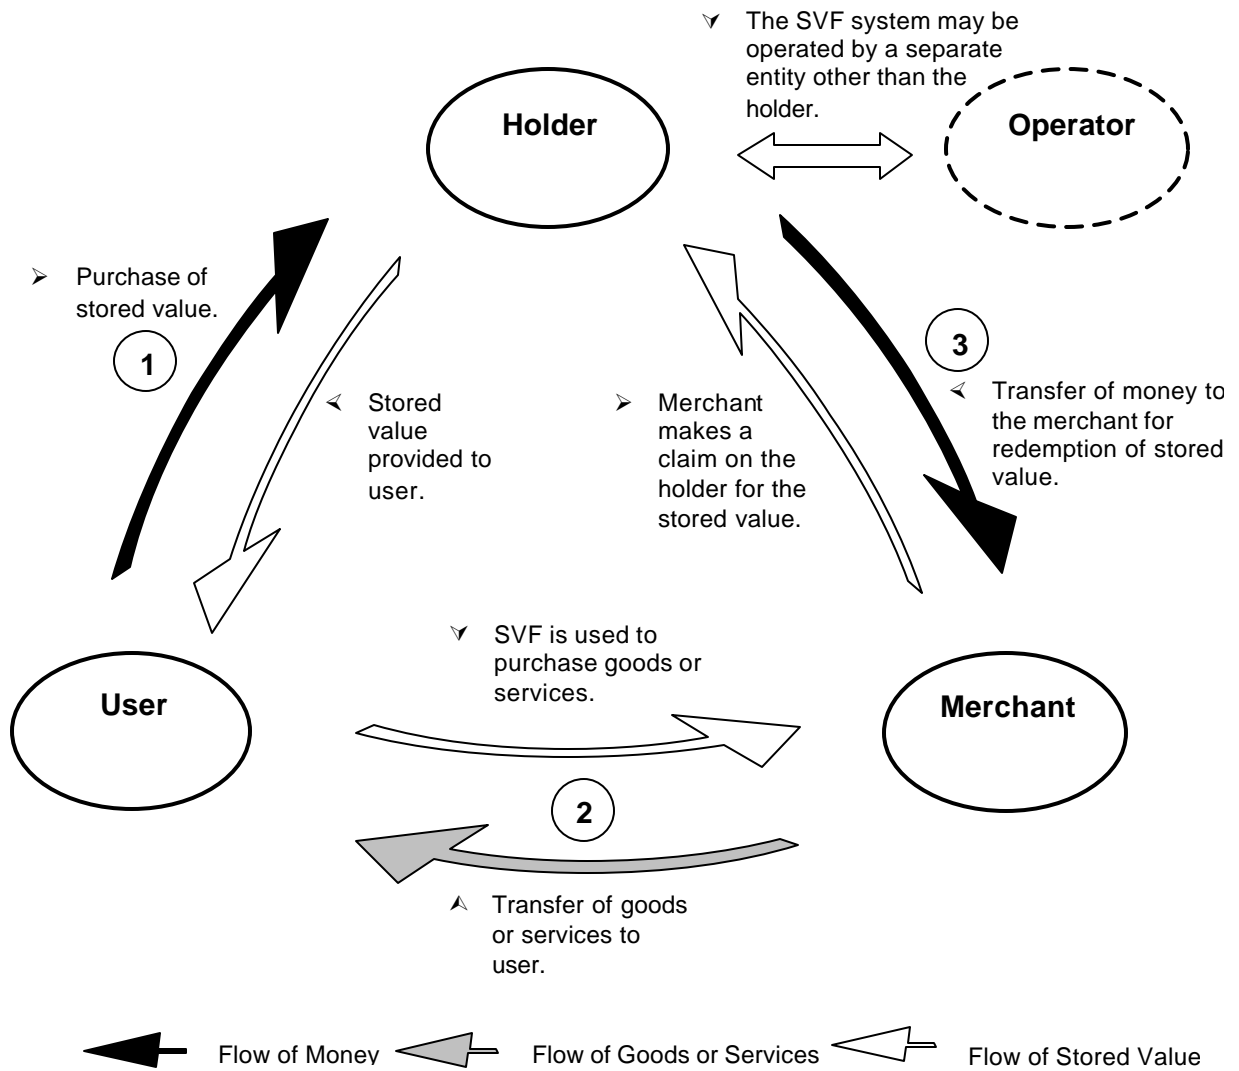 The SVF system may be
operated by a separate
entity other than the
holder.
Holder
Operator
Purchase of
stored value.
1
3
Stored
value
provided to
user.
Merchant
makes a
claim on the
holder for the
stored value.
Transfer of money to
the merchant for
redemption of stored
value.
SVF is used to
purchase goods or
services.
User
Merchant
2
Transfer of goods
or services to
user.
Flow of Money
Flow of Goods or Services
Flow of Stored Value